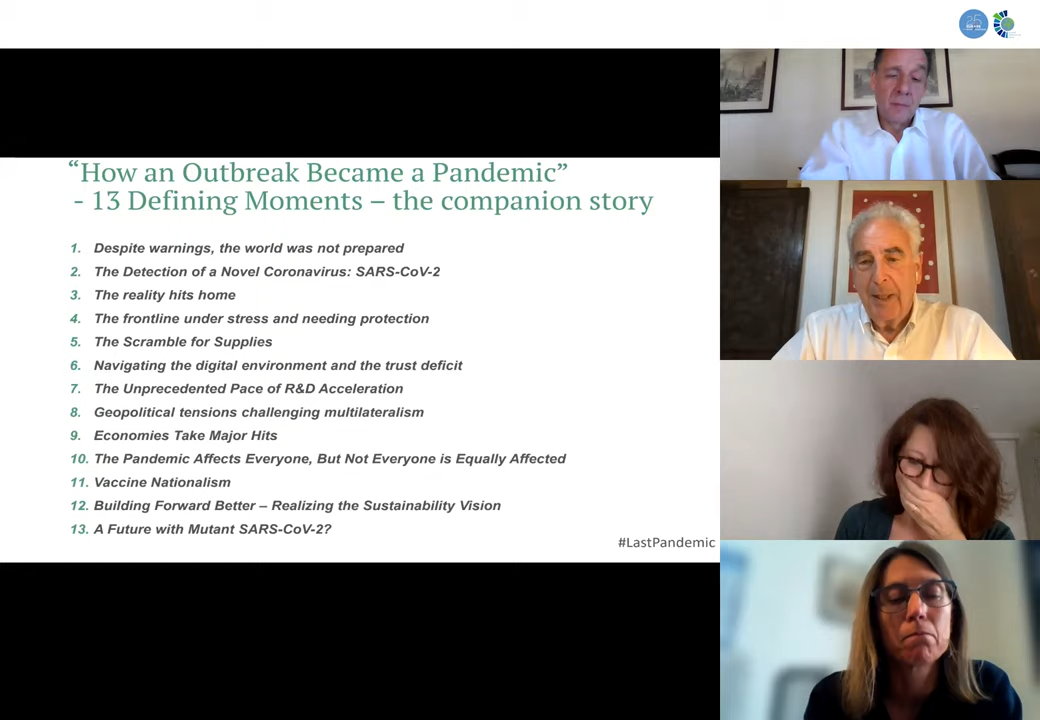 25
“How an Outbreak Became a Pandemic”
- 13 Defining Moments – the companion story
1. Despite warnings, the world was not prepared
2. The Detection of a Novel Coronavirus: SARS-CoV-2
3. The reality hits home
4. The frontline under stress and needing protection
5. The Scramble for Supplies
6. Navigating the digital environment and the trust deficit
7. The Unprecedented Pace of R&D Acceleration
8. Geopolitical tensions challenging multilateralism
9. Economies Take Major Hits
10. The Pandemic Affects Everyone, But Not Everyone is Equally Affected
11. Vaccine Nationalism
12. Building Forward Better – Realizing the Sustainability Vision
13. A Future with Mutant SARS-CoV-2?
#LastPandemic